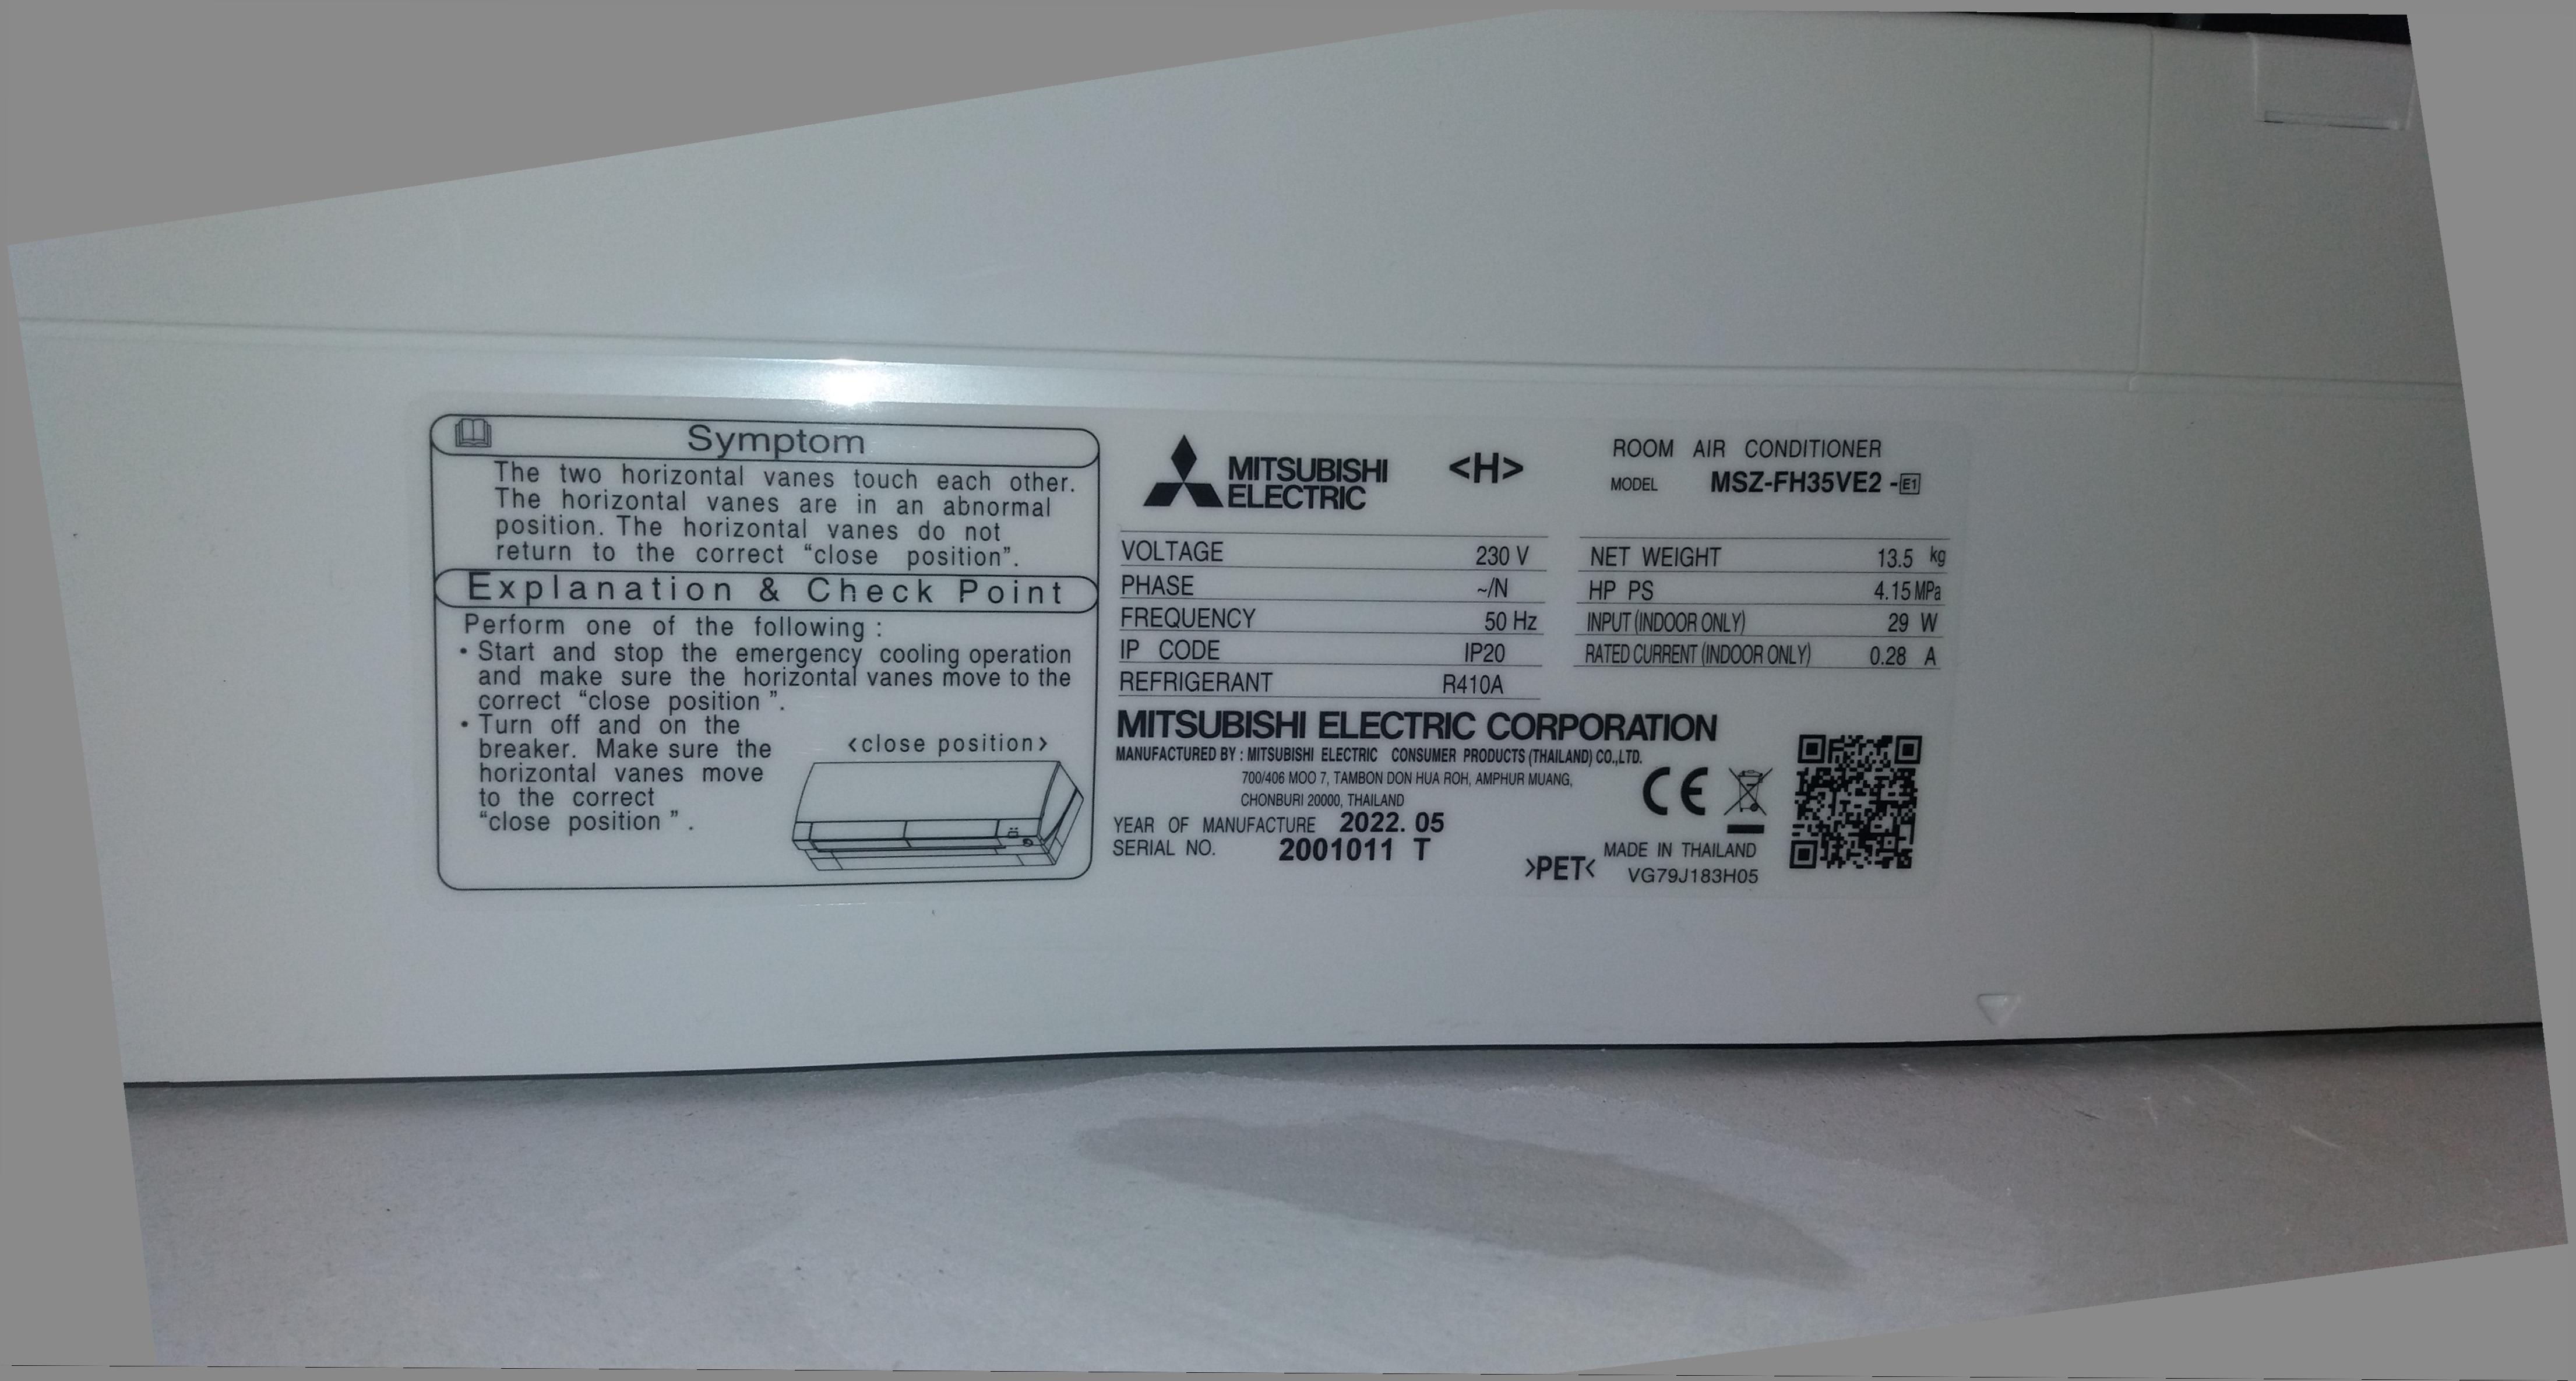 Symptom
The two horizontal vanes touch each other.
The horizontal vanes are in an abnormal
position. The horizontal vanes do not
return to the correct “close position”.
Explanation & Check Point
Perform one of the following :
• Start and stop the emergency cooling operation
and make sure the horizontal vanes move to the
correct “close position ”.
• Turn off and on the
breaker. Make sure the
horizontal vanes move
to the correct
“close position ” .
<close position>
MITSUBISHI
ELECTRIC
<H>
ROOM AIR CONDITIONER
MODEL MSZ-FH35VE2 -E1
VOLTAGE 230 V
PHASE ~/N
FREQUENCY 50 Hz
IP CODE IP20
REFRIGERANT R410A
NET WEIGHT 13.5 kg
HP PS 4.15 MPa
INPUT (INDOOR ONLY) 29 W
RATED CURRENT (INDOOR ONLY) 0.28 A
MITSUBISHI ELECTRIC CORPORATION
MANUFACTURED BY : MITSUBISHI ELECTRIC CONSUMER PRODUCTS (THAILAND) CO.,LTD.
700/406 MOO 7, TAMBON DON HUA ROH, AMPHUR MUANG,
CHONBURI 20000, THAILAND
YEAR OF MANUFACTURE 2022. 05
SERIAL NO. 2001011 T
CE
>PET<
MADE IN THAILAND
VG79J183H05